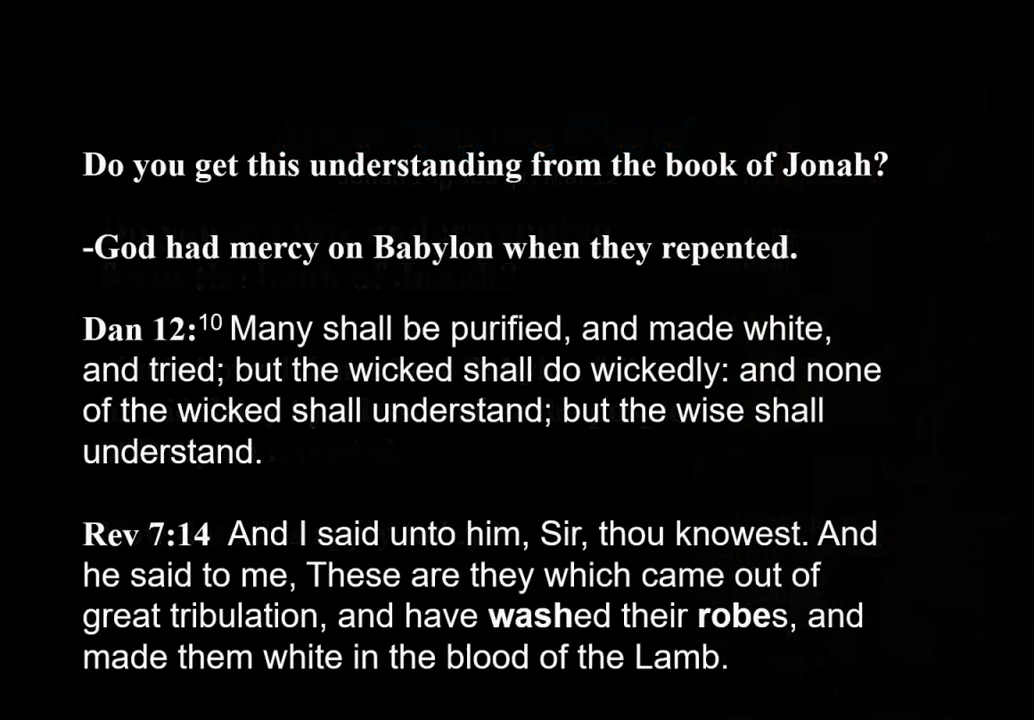 Do you get this understanding from the book of Jonah?
-God had mercy on Babylon when they repented.
Dan 12:10 Many shall be purified, and made white,
and tried; but the wicked shall do wickedly: and none
of the wicked shall understand; but the wise shall
understand.
Rev 7:14 And I said unto him, Sir, thou knowest. And
he said to me, These are they which came out of
great tribulation, and have washed their robes, and
made them white in the blood of the Lamb.